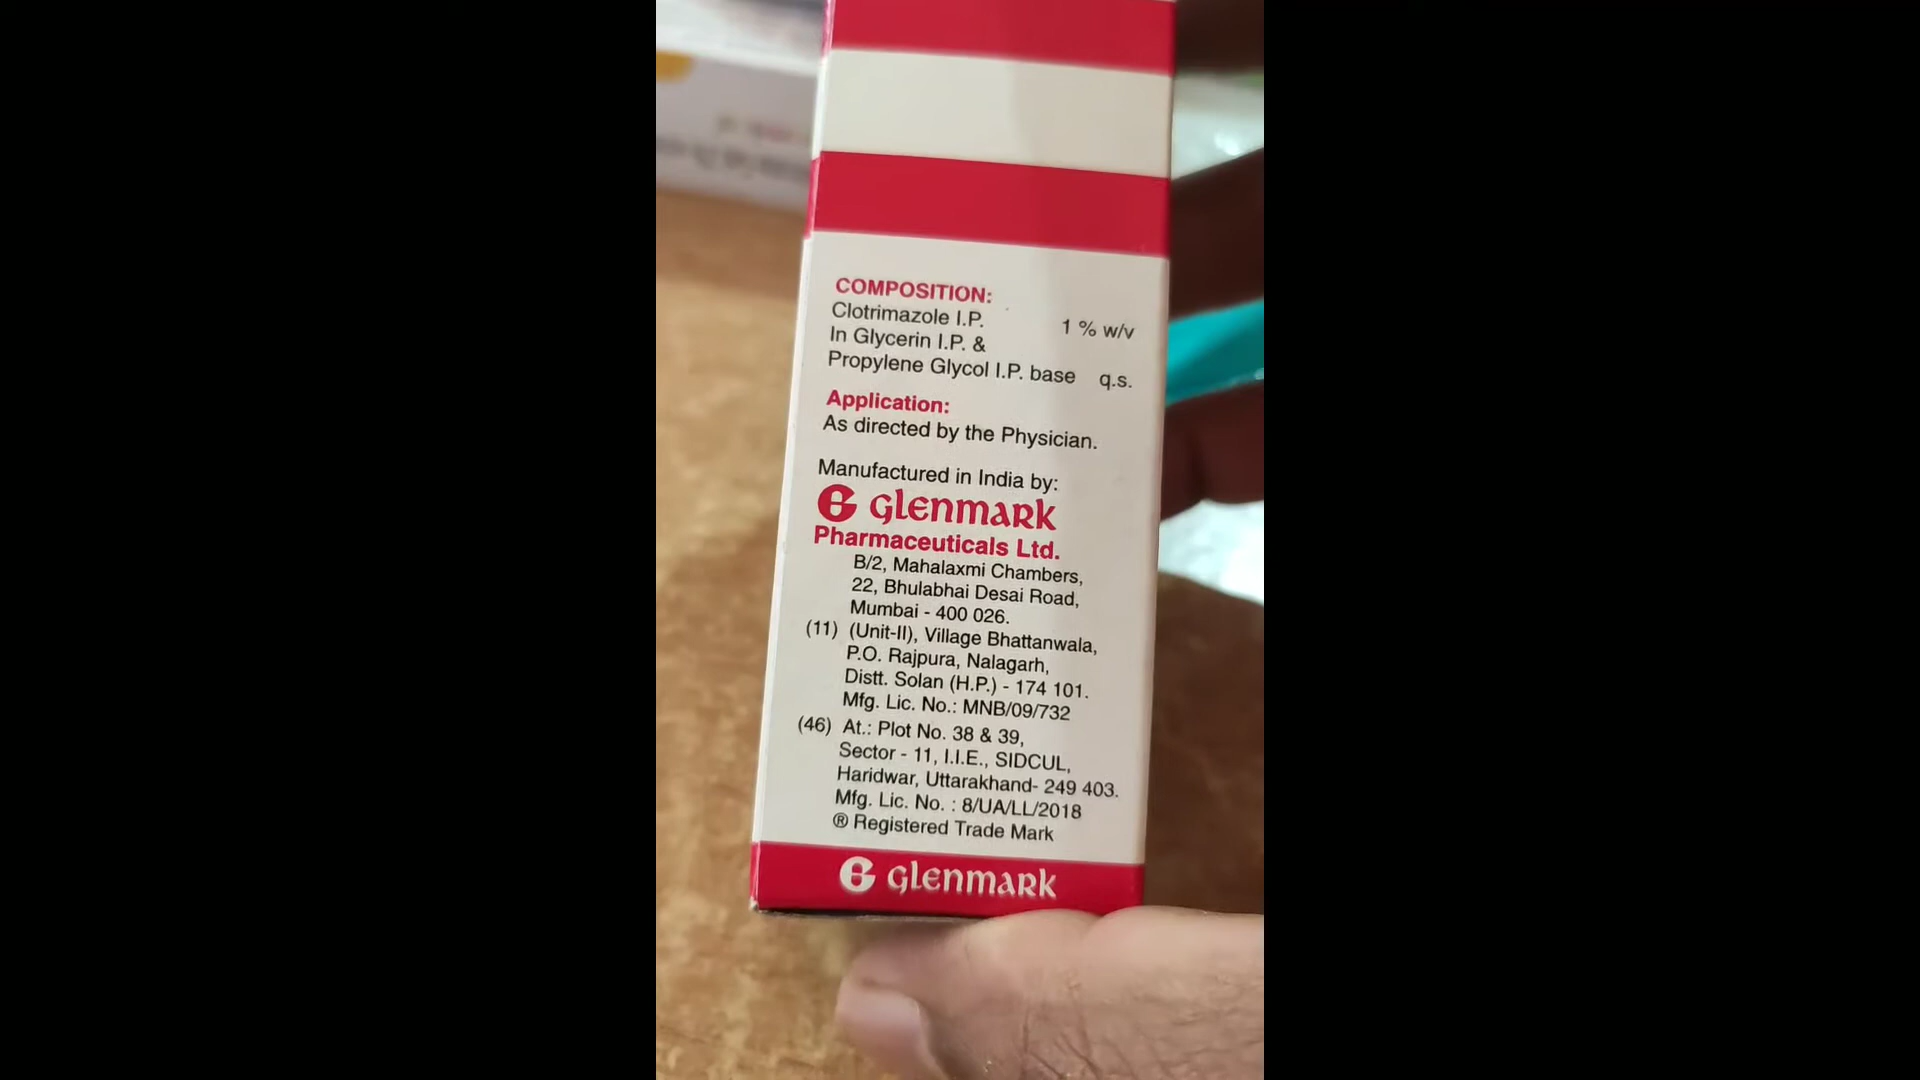 COMPOSITION:
Clotrimazole I.P. 1 % w/v
In Glycerin I.P. &
Propylene Glycol I.P. base q.s.
Application:
As directed by the Physician.
Manufactured in India by:
Glenmark
Pharmaceuticals Ltd.
B/2, Mahalaxmi Chambers,
22, Bhulabhai Desai Road,
Mumbai - 400 026.
(11) (Unit-II), Village Bhattanwala,
P.O. Rajpura, Nalagarh,
Distt. Solan (H.P.) - 174 101.
Mfg. Lic. No.: MNB/09/732
(46) At.: Plot No. 38 & 39,
Sector - 11, I.I.E., SIDCUL,
Haridwar, Uttarakhand- 249 403.
Mfg. Lic. No. : 8/UA/LL/2018
® Registered Trade Mark
Glenmark